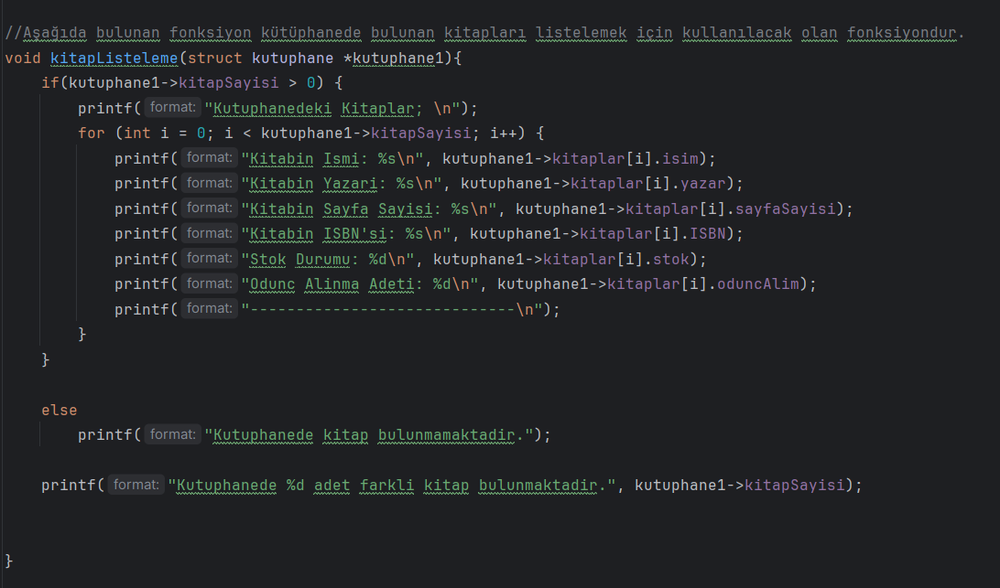 //Aşağıda bulunan fonksiyon kütüphanede bulunan kitapları listelemek için kullanılacak olan fonksiyondur.
void kitapListeleme(struct kutuphane *kutuphane1){
    if(kutuphane1->kitapSayisi > 0) {
        printf( format: "Kutuphanedeki Kitaplar; \n");
        for (int i = 0; i < kutuphane1->kitapSayisi; i++) {
            printf( format: "Kitabin Ismi: %s\n", kutuphane1->kitaplar[i].isim);
            printf( format: "Kitabin Yazari: %s\n", kutuphane1->kitaplar[i].yazar);
            printf( format: "Kitabin Sayfa Sayisi: %s\n", kutuphane1->kitaplar[i].sayfaSayisi);
            printf( format: "Kitabin ISBN'si: %s\n", kutuphane1->kitaplar[i].ISBN);
            printf( format: "Stok Durumu: %d\n", kutuphane1->kitaplar[i].stok);
            printf( format: "Odunc Alinma Adeti: %d\n", kutuphane1->kitaplar[i].oduncAlim);
            printf( format: "-----------------------------\n");
        }
    }
    else
        printf( format: "Kutuphanede kitap bulunmamaktadir.");
    printf( format: "Kutuphanede %d adet farkli kitap bulunmaktadir.", kutuphane1->kitapSayisi);
}